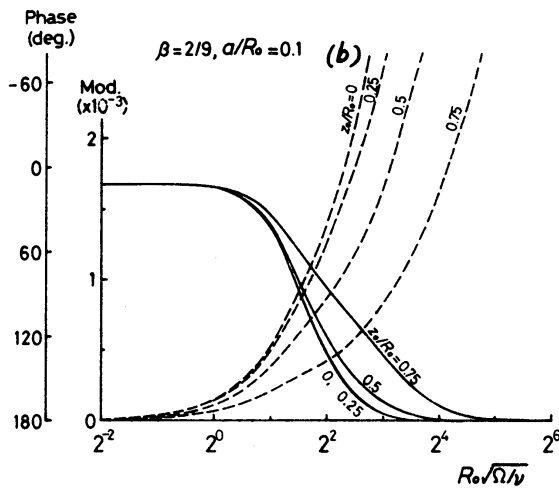 Phase
(deg.)
β=2/9, a/R₀=0.1
(b)
-60
0
60
120
180
Mod.
(x10⁻³)
2
1
0
z₀/R₀=0
0.25
0.5
0.75
z₀/R₀=0.75
0.5
0, 0.25
2⁻² 2⁰ 2² 2⁴ 2⁶
R₀√Ω/ν